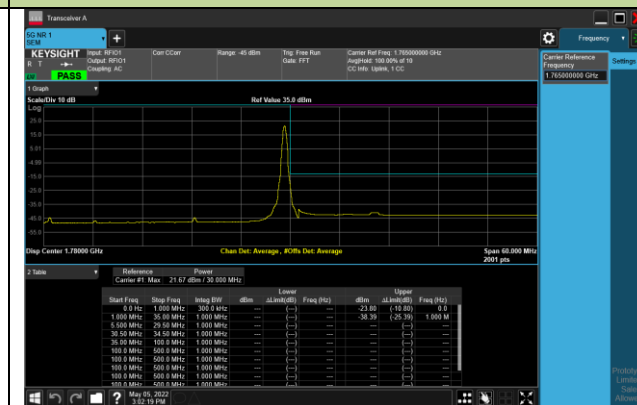 Transceiver A
5G NR 1
SEM
+
Frequency
KEYSIGHT
R T
LM
PASS
Input: RFIO1
Output: RFIO1
Coupling: AC
Corr CCorr
Range: -45 dBm
Trig: Free Run
Gate: FFT
Carrier Ref Freq: 1.765000000 GHz
Avg|Hold: 100.00% of 10
CC Info: Uplink, 1 CC
Carrier Reference
Frequency
1.765000000 GHz
Settings
1 Graph
Scale/Div 10 dB
Ref Value 35.0 dBm
Log
25.0
15.0
5.01
-4.99
-15.0
-25.0
-35.0
-45.0
-55.0
Disp Center 1.78000 GHz
Chan Det: Average , #Offs Det: Average
Span 60.000 MHz
2001 pts
2 Table
Reference Power
Carrier #1 Max 21.67 dBm / 30.000 MHz
Lower Upper
Start Freq Stop Freq Integ BW dBm ΔLimit(dB) Freq (Hz) dBm ΔLimit(dB) Freq (Hz)
0.0 Hz 1.000 MHz 300.0 kHz --- (---) --- -23.80 (-10.80) 0.0
1.000 MHz 35.00 MHz 1.000 MHz --- (---) --- -38.39 (-25.39) 1.000 M
5.500 MHz 29.50 MHz 1.000 MHz --- (---) --- --- (---) ---
30.50 MHz 34.50 MHz 1.000 MHz --- (---) --- --- (---) ---
35.00 MHz 100.0 MHz 1.000 MHz --- (---) --- --- (---) ---
100.0 MHz 500.0 MHz 1.000 MHz --- (---) --- --- (---) ---
100.0 MHz 500.0 MHz 1.000 MHz --- (---) --- --- (---) ---
100.0 MHz 500.0 MHz 1.000 MHz --- (---) --- --- (---) ---
100.0 MHz 500.0 MHz 1.000 MHz --- (---) --- --- (---) ---
?
May 05, 2022
3:02:19 PM